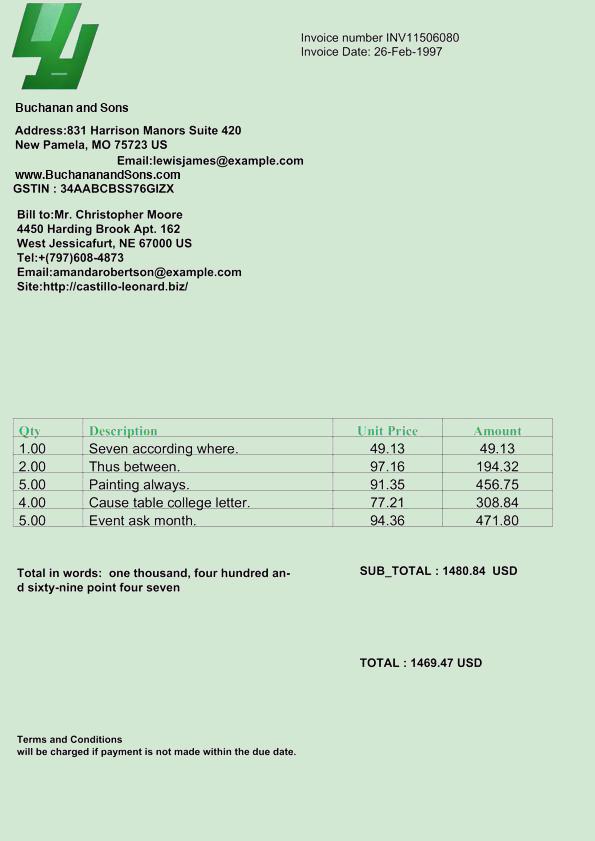 Invoice number INV11506080
Invoice Date: 26-Feb-1997
Buchanan and Sons
Address:831 Harrison Manors Suite 420
New Pamela, MO 75723 US
Email:lewisjames@example.com
www.BuchananandSons.com
GSTIN : 34AABCBSS76GIZX
Bill to:Mr. Christopher Moore
4450 Harding Brook Apt. 162
West Jessicafurt, NE 67000 US
Tel:+(797)608-4873
Email:amandarobertson@example.com
Site:http://castillo-leonard.biz/
Qty Description Unit Price Amount
1.00 Seven according where. 49.13 49.13
2.00 Thus between. 97.16 194.32
5.00 Painting always. 91.35 456.75
4.00 Cause table college letter. 77.21 308.84
5.00 Event ask month. 94.36 471.80
Total in words:  one thousand, four hundred an-
d sixty-nine point four seven
SUB_TOTAL : 1480.84  USD
TOTAL : 1469.47 USD
Terms and Conditions
will be charged if payment is not made within the due date.